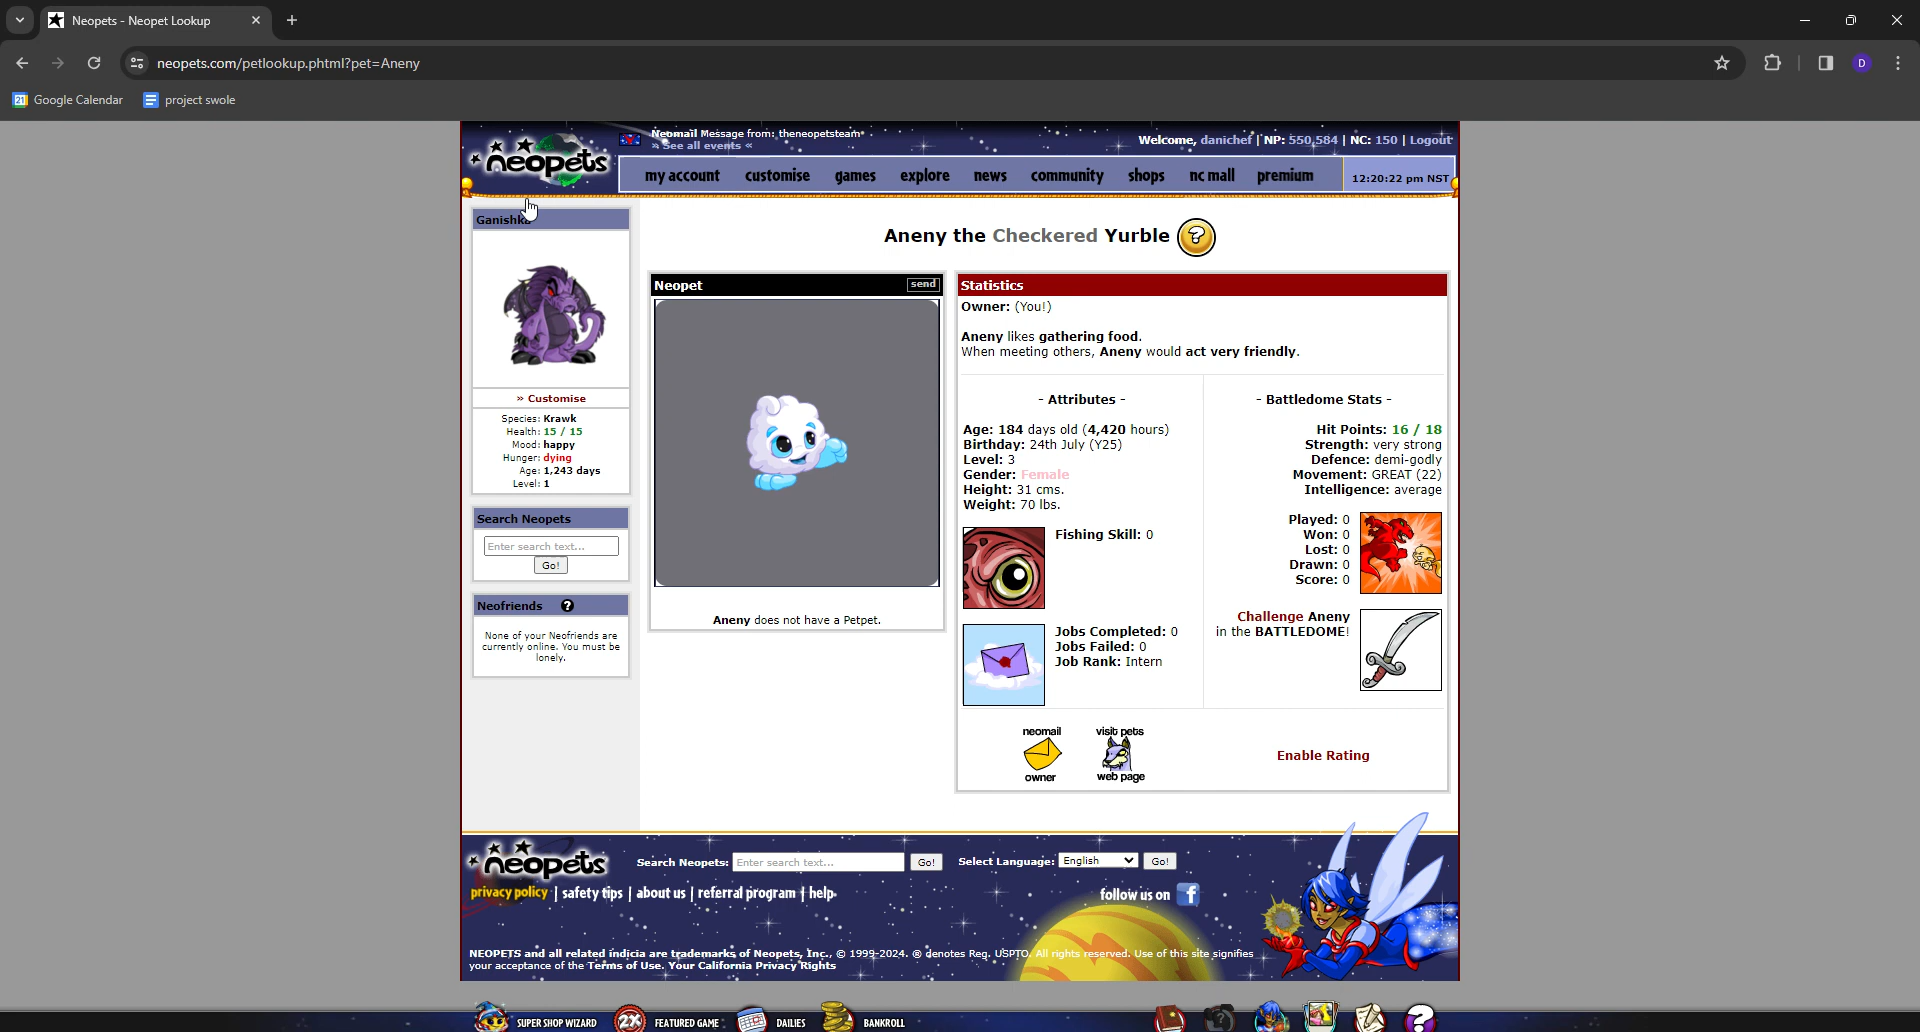 Neopets - Neopet Lookup
neopets.com/petlookup.phtml?pet=Aneny
D
21 Google Calendar project swole
neopets
Neomail Message from: theneopetsteam
» See all events «
Welcome, danichef | NP: 550,584 | NC: 150 | Logout
my account customise games explore news community shops nc mall premium 12:20:22 pm NST
Ganishka
» Customise
Species: Krawk
Health: 15 / 15
Mood: happy
Hunger: dying
Age: 1,243 days
Level: 1
Search Neopets
Enter search text...
Go!
Neofriends ?
None of your Neofriends are
currently online. You must be
lonely.
Aneny the Checkered Yurble ?
Neopet send
Aneny does not have a Petpet.
Statistics
Owner: (You!)
Aneny likes gathering food.
When meeting others, Aneny would act very friendly.
- Attributes -
Age: 184 days old (4,420 hours)
Birthday: 24th July (Y25)
Level: 3
Gender: Female
Height: 31 cms.
Weight: 70 lbs.
Fishing Skill: 0
Jobs Completed: 0
Jobs Failed: 0
Job Rank: Intern
- Battledome Stats -
Hit Points: 16 / 18
Strength: very strong
Defence: demi-godly
Movement: GREAT (22)
Intelligence: average
Played: 0
Won: 0
Lost: 0
Drawn: 0
Score: 0
Challenge Aneny
in the BATTLEDOME!
neomail
owner
visit pets
web page
Enable Rating
neopets
Search Neopets: Enter search text... Go! Select Language: English Go!
privacy policy | safety tips | about us | referral program | help
follow us on f
NEOPETS and all related indicia are trademarks of Neopets, Inc., © 1999-2024. ® denotes Reg. USPTO. All rights reserved. Use of this site signifies
your acceptance of the Terms of Use. Your California Privacy Rights
SUPER SHOP WIZARD 2X FEATURED GAME DAILIES BANKROLL ?